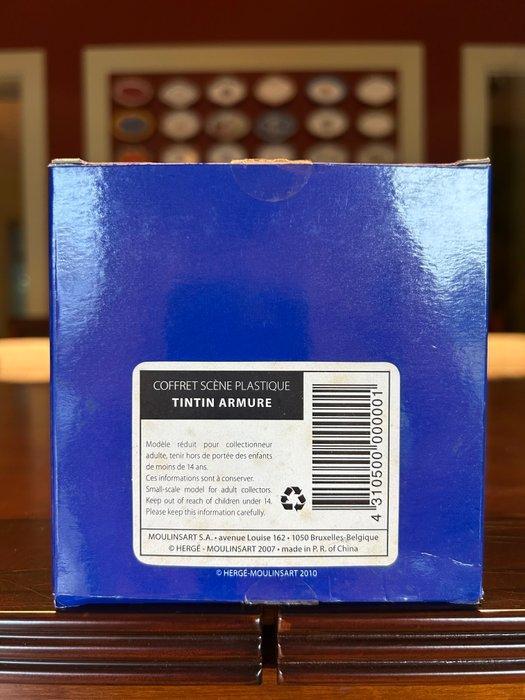 COFFRET SCÈNE PLASTIQUE
TINTIN ARMURE
Modèle réduit pour collectionneur
adulte, tenir hors de portée des enfants
de moins de 14 ans.
Ces informations sont à conserver.
Small-scale model for adult collectors.
Keep out of reach of children under 14.
Please keep this information carefully.
4 310500 000001
MOULINSART S.A. • avenue Louise 162 • 1050 Bruxelles-Belgique
© HERGÉ - MOULINSART 2007 • made in P. R. of China
© HERGÉ-MOULINSART 2010